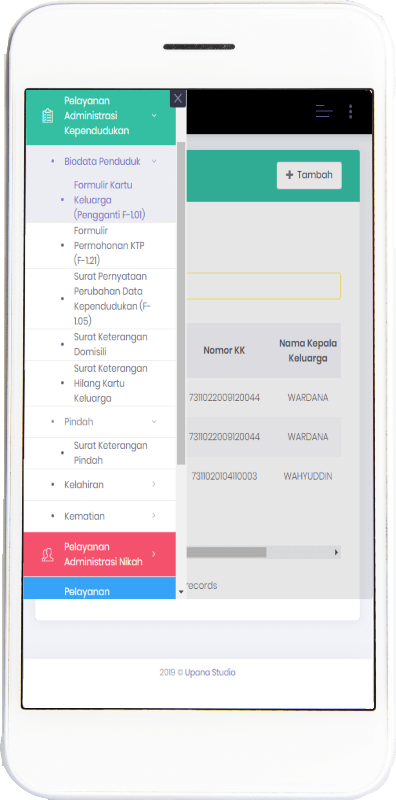 Pelayanan
Administrasi
Kependudukan
X
Biodata Penduduk
Formulir Kartu
Keluarga
(Pengganti F-1.01)
Formulir
Permohonan KTP
(F-1.21)
Surat Pernyataan
Perubahan Data
Kependudukan (F-
1.05)
Surat Keterangan
Domisili
Surat Keterangan
Hilang Kartu
Keluarga
Pindah
Surat Keterangan
Pindah
Kelahiran
Kematian
Pelayanan
Administrasi Nikah
Pelayanan
+ Tambah
Nomor KK
Nama Kepala
Keluarga
7311022009120044 WARDANA
7311022009120044 WARDANA
7311020104110003 WAHYUDDIN
records
2019 © Upana Studio